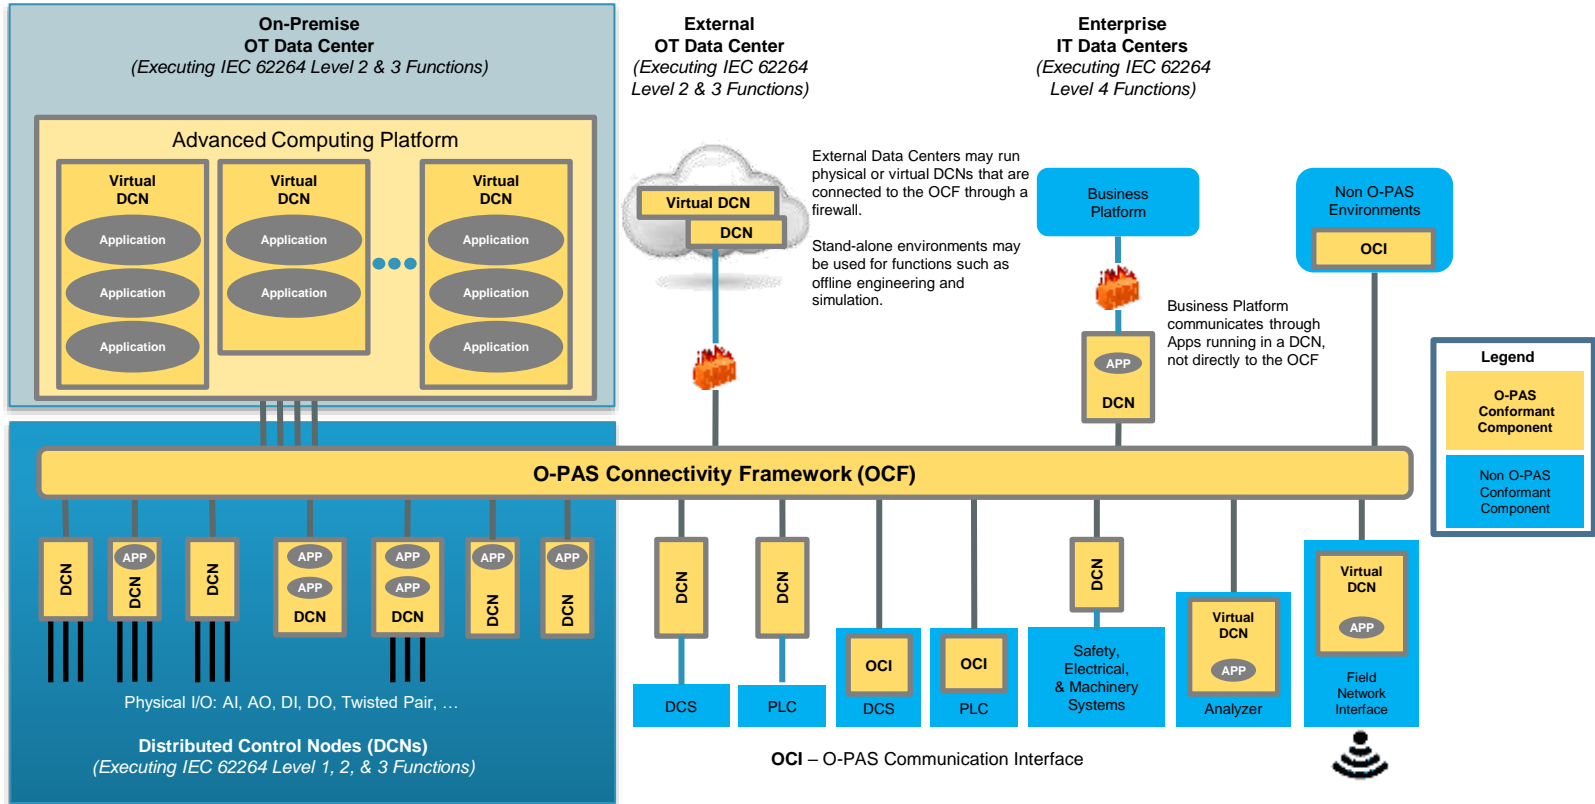 On-Premise
OT Data Center
(Executing IEC 62264 Level 2 & 3 Functions)
External
OT Data Center
(Executing IEC 62264
Level 2 & 3 Functions)
Enterprise
IT Data Centers
(Executing IEC 62264
Level 4 Functions)
Advanced Computing Platform
Virtual
DCN
Application
Application
Application
Virtual
DCN
Application
Application
Virtual
DCN
Application
Application
Application
Virtual DCN
DCN
External Data Centers may run
physical or virtual DCNs that are
connected to the OCF through a
firewall.
Stand-alone environments may
be used for functions such as
offline engineering and
simulation.
Business
Platform
Non O-PAS
Environments
OCI
Business Platform
communicates through
Apps running in a DCN,
not directly to the OCF
APP
DCN
Legend
O-PAS
Conformant
Component
Non O-PAS
Conformant
Component
O-PAS Connectivity Framework (OCF)
DCN
APP
DCN
DCN
APP
APP
DCN
APP
APP
DCN
APP
DCN
APP
DCN
Physical I/O: AI, AO, DI, DO, Twisted Pair, …
Distributed Control Nodes (DCNs)
(Executing IEC 62264 Level 1, 2, & 3 Functions)
DCN
DCS
DCN
PLC
OCI
DCS
OCI
PLC
DCN
Safety,
Electrical,
& Machinery
Systems
Virtual
DCN
APP
Analyzer
Virtual
DCN
APP
Field
Network
Interface
OCI – O-PAS Communication Interface